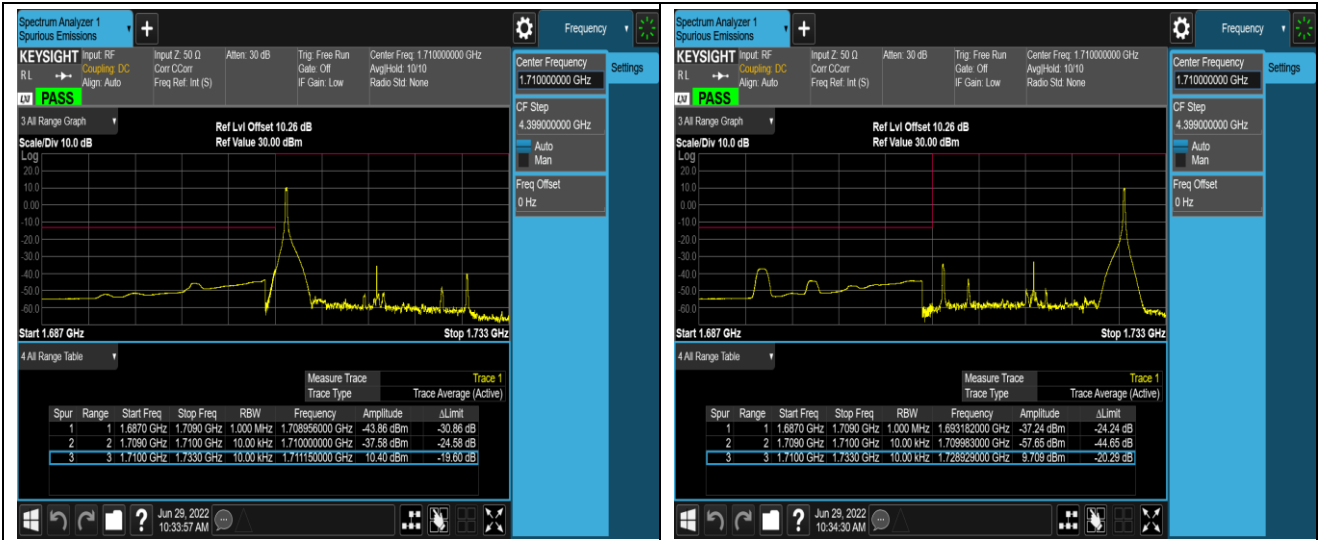 Spectrum Analyzer 1
Spurious Emissions
+
Frequency
KEYSIGHT Input: RF Input Z: 50 Ω Atten: 30 dB Trig: Free Run Center Freq: 1.710000000 GHz
R L Coupling: DC Corr CCorr Gate: Off Avg|Hold: 10/10
Align: Auto Freq Ref: Int (S) IF Gain: Low Radio Std: None
LXI PASS
Center Frequency
1.710000000 GHz
Settings
CF Step
4.399000000 GHz
Auto
Man
Freq Offset
0 Hz
3 All Range Graph
Ref Lvl Offset 10.26 dB
Scale/Div 10.0 dB Ref Value 30.00 dBm
Log
20.0
10.0
0.00
-10.0
-20.0
-30.0
-40.0
-50.0
-60.0
Start 1.687 GHz Stop 1.733 GHz
4 All Range Table
Measure Trace Trace 1
Trace Type Trace Average (Active)
Spur Range Start Freq Stop Freq RBW Frequency Amplitude ΔLimit
1 1 1.6870 GHz 1.7090 GHz 1.000 MHz 1.708956000 GHz -43.86 dBm -30.86 dB
2 2 1.7090 GHz 1.7100 GHz 10.00 kHz 1.710000000 GHz -37.58 dBm -24.58 dB
3 3 1.7100 GHz 1.7330 GHz 10.00 kHz 1.711150000 GHz 10.40 dBm -19.60 dB
?
Jun 29, 2022
10:33:57 AM
Spectrum Analyzer 1
Spurious Emissions
+
Frequency
KEYSIGHT Input: RF Input Z: 50 Ω Atten: 30 dB Trig: Free Run Center Freq: 1.710000000 GHz
R L Coupling: DC Corr CCorr Gate: Off Avg|Hold: 10/10
Align: Auto Freq Ref: Int (S) IF Gain: Low Radio Std: None
LXI PASS
Center Frequency
1.710000000 GHz
Settings
CF Step
4.399000000 GHz
Auto
Man
Freq Offset
0 Hz
3 All Range Graph
Ref Lvl Offset 10.26 dB
Scale/Div 10.0 dB Ref Value 30.00 dBm
Log
20.0
10.0
0.00
-10.0
-20.0
-30.0
-40.0
-50.0
-60.0
Start 1.687 GHz Stop 1.733 GHz
4 All Range Table
Measure Trace Trace 1
Trace Type Trace Average (Active)
Spur Range Start Freq Stop Freq RBW Frequency Amplitude ΔLimit
1 1 1.6870 GHz 1.7090 GHz 1.000 MHz 1.693182000 GHz -37.24 dBm -24.24 dB
2 2 1.7090 GHz 1.7100 GHz 10.00 kHz 1.709983000 GHz -57.65 dBm -44.65 dB
3 3 1.7100 GHz 1.7330 GHz 10.00 kHz 1.728929000 GHz 9.709 dBm -20.29 dB
?
Jun 29, 2022
10:34:30 AM